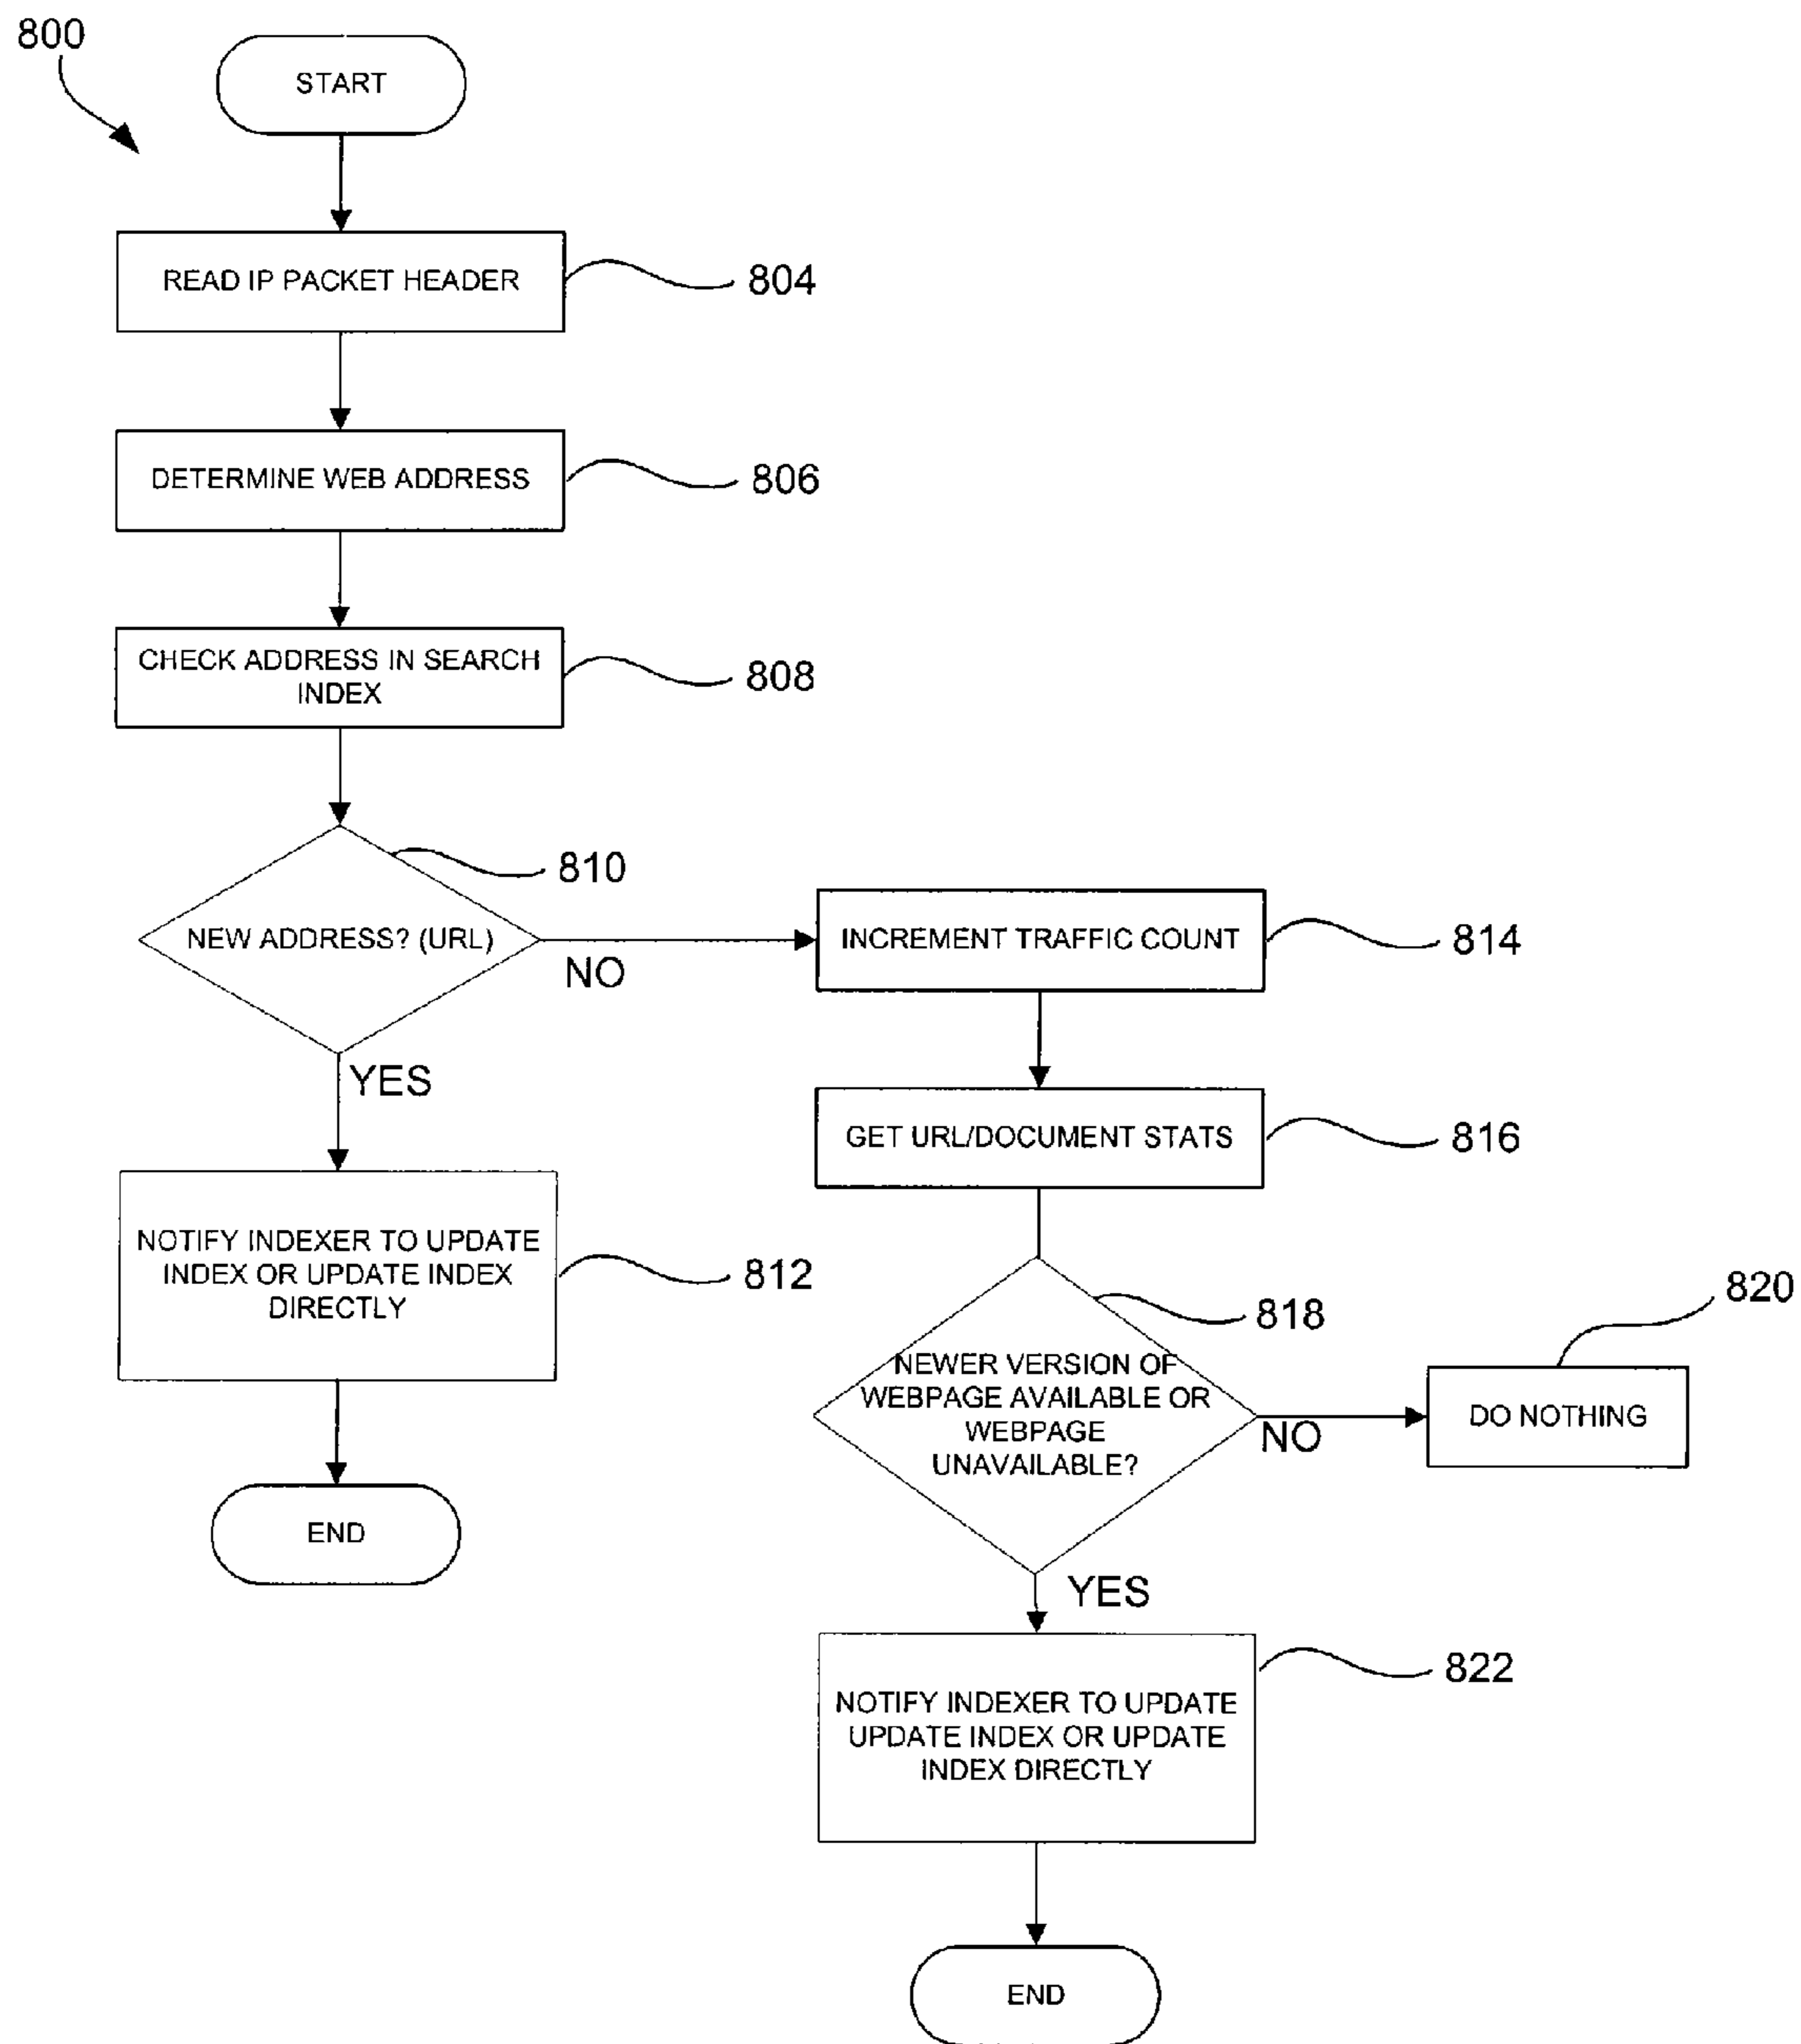 800
START
READ IP PACKET HEADER
804
DETERMINE WEB ADDRESS
806
CHECK ADDRESS IN SEARCH
INDEX
808
810
NEW ADDRESS? (URL)
NO
YES
INCREMENT TRAFFIC COUNT
814
GET URL/DOCUMENT STATS
816
NOTIFY INDEXER TO UPDATE
INDEX OR UPDATE INDEX
DIRECTLY
812
END
818
NEWER VERSION OF
WEBPAGE AVAILABLE OR
WEBPAGE
UNAVAILABLE?
NO
820
DO NOTHING
YES
NOTIFY INDEXER TO UPDATE
UPDATE INDEX OR UPDATE
INDEX DIRECTLY
822
END